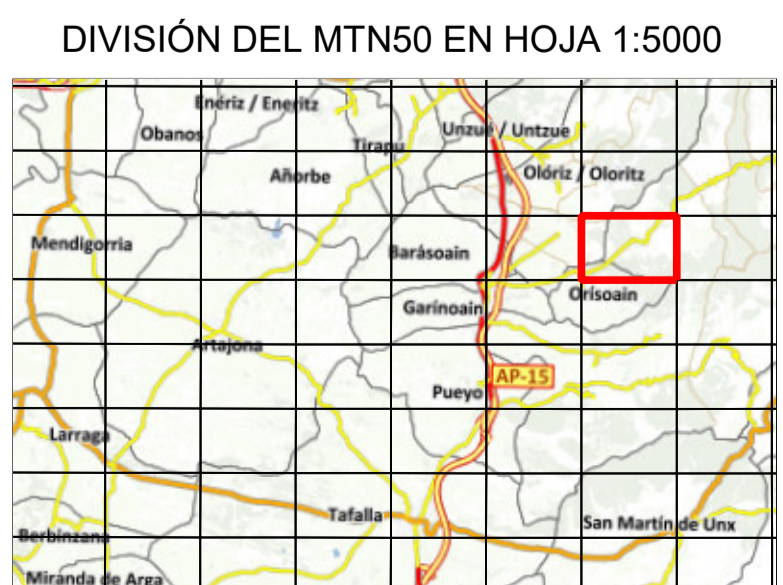 DIVISIÓN DEL MTN50 EN HOJA 1:5000
Enériz / Eneritz
Obanos
Unzué / Untzue
Tirapu
Añorbe
Olóriz / Oloritz
Mendigorria
Barásoain
Orisoain
Garínoain
Artajona
AP-15
Pueyo
Larraga
Tafalla
San Martín de Unx
Berbinzana
Miranda de Arga